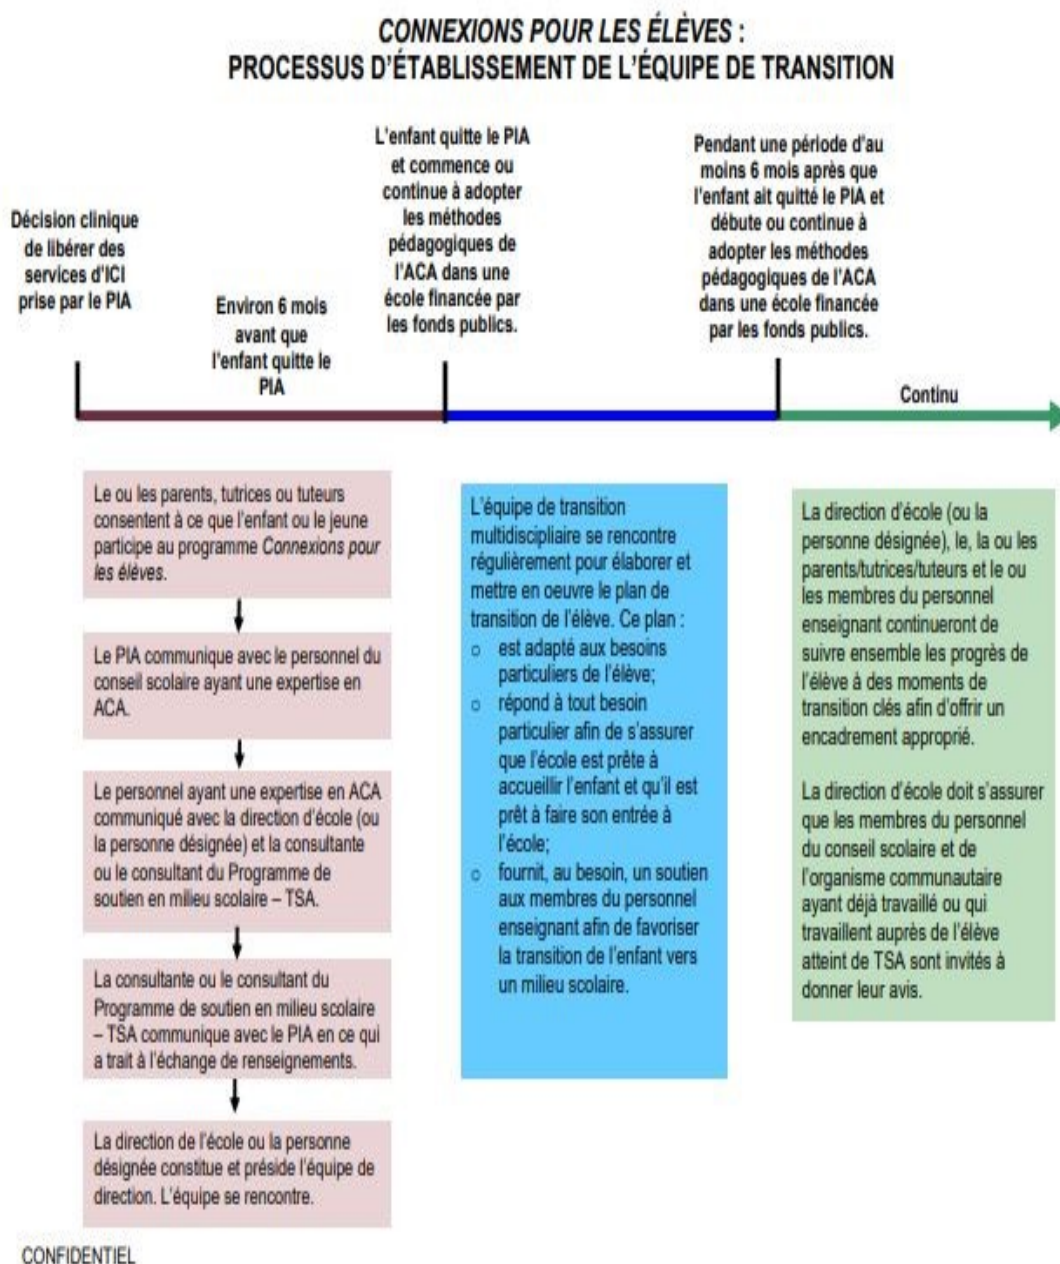 CONNEXIONS POUR LES ÉLÈVES :
PROCESSUS D'ÉTABLISSEMENT DE L'ÉQUIPE DE TRANSITION
Décision clinique
de libérer des
services d'ICI
prise par le PIA
Environ 6 mois
avant que
l'enfant quitte le
PIA
L'enfant quitte le PIA
et commence ou
continue à adopter
les méthodes
pédagogiques de
l'ACA dans une
école financée par
les fonds publics.
Pendant une période d'au
moins 6 mois après que
l'enfant ait quitté le PIA et
débute ou continue à
adopter les méthodes
pédagogiques de l'ACA
dans une école financée
par les fonds publics.
Continu
Le ou les parents, tutrices ou tuteurs
consentent à ce que l'enfant ou le jeune
participe au programme Connexions pour
les élèves.
Le PIA communique avec le personnel du
conseil scolaire ayant une expertise en
ACA.
Le personnel ayant une expertise en ACA
communiqué avec la direction d'école (ou
la personne désignée) et la consultante
ou le consultant du Programme de
soutien en milieu scolaire – TSA.
La consultante ou le consultant du
Programme de soutien en milieu scolaire
– TSA communique avec le PIA en ce qui
a trait à l'échange de renseignements.
La direction de l'école ou la personne
désignée constitue et préside l'équipe de
direction. L'équipe se rencontre.
L'équipe de transition
multidiscipliaire se rencontre
régulièrement pour élaborer et
mettre en oeuvre le plan de
transition de l'élève. Ce plan :
o est adapté aux besoins
particuliers de l'élève;
o répond à tout besoin
particulier afin de s'assurer
que l'école est prête à
accueillir l'enfant et qu'il est
prêt à faire son entrée à
l'école;
o fournit, au besoin, un soutien
aux membres du personnel
enseignant afin de favoriser
la transition de l'enfant vers
un milieu scolaire.
La direction d'école (ou la
personne désignée), le, la ou les
parents/tutrices/tuteurs et le ou
les membres du personnel
enseignant continueront de
suivre ensemble les progrès de
l'élève à des moments de
transition clés afin d'offrir un
encadrement approprié.
La direction d'école doit s'assurer
que les membres du personnel
du conseil scolaire et de
l'organisme communautaire
ayant déjà travaillé ou qui
travaillent auprès de l'élève
atteint de TSA sont invités à
donner leur avis.
CONFIDENTIEL